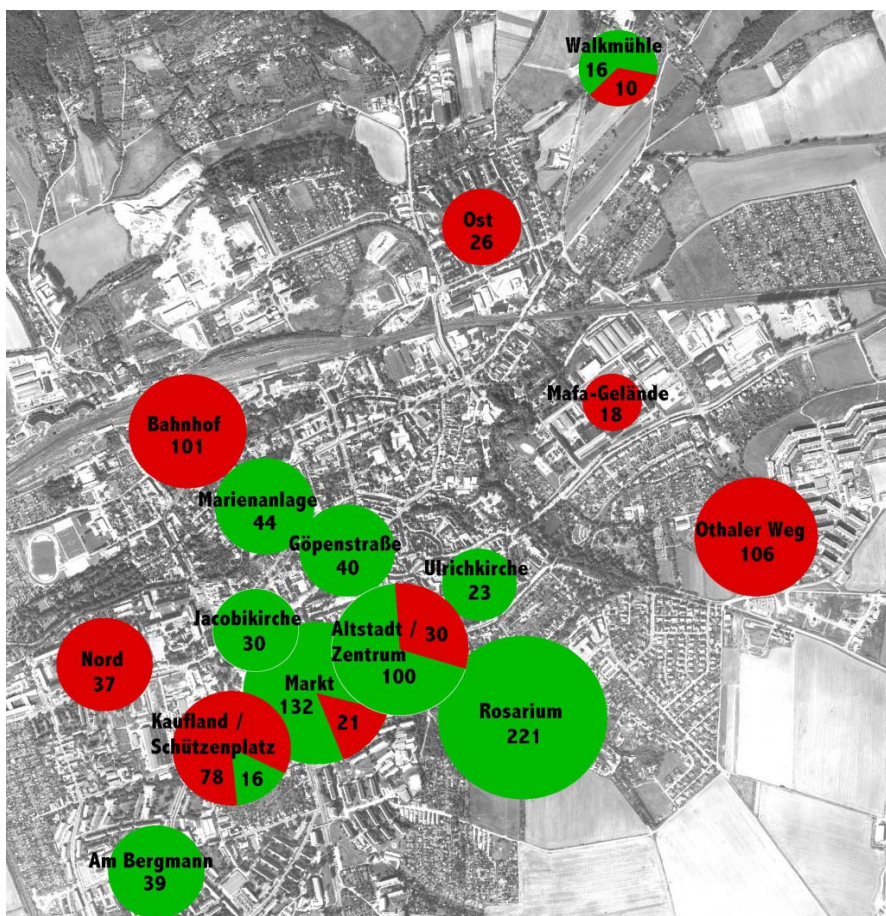 Walkmühle
16
10
Ost
26
Mafa-Gelände
18
Bahnhof
101
Marienanlage
44
Othaler Weg
106
Göpenstraße
40
Ulrichkirche
23
Jacobikirche
30
Altstadt /
Zentrum
30
100
Nord
37
Markt
132
21
Rosarium
221
Kaufland /
Schützenplatz
78
16
Am Bergmann
39